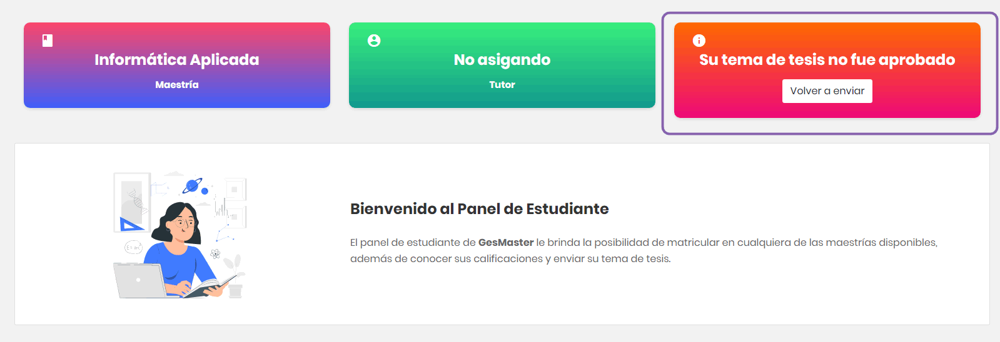 Informática Aplicada
Maestría
No asigando
Tutor
Su tema de tesis no fue aprobado
Volver a enviar
Bienvenido al Panel de Estudiante
El panel de estudiante de GesMaster le brinda la posibilidad de matricular en cualquiera de las maestrías disponibles,
además de conocer sus calificaciones y enviar su tema de tesis.